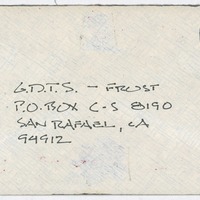 G.D.T.S. - FROST
P.O. BOX C-S 8190
SAN RAFAEL, CA
94912